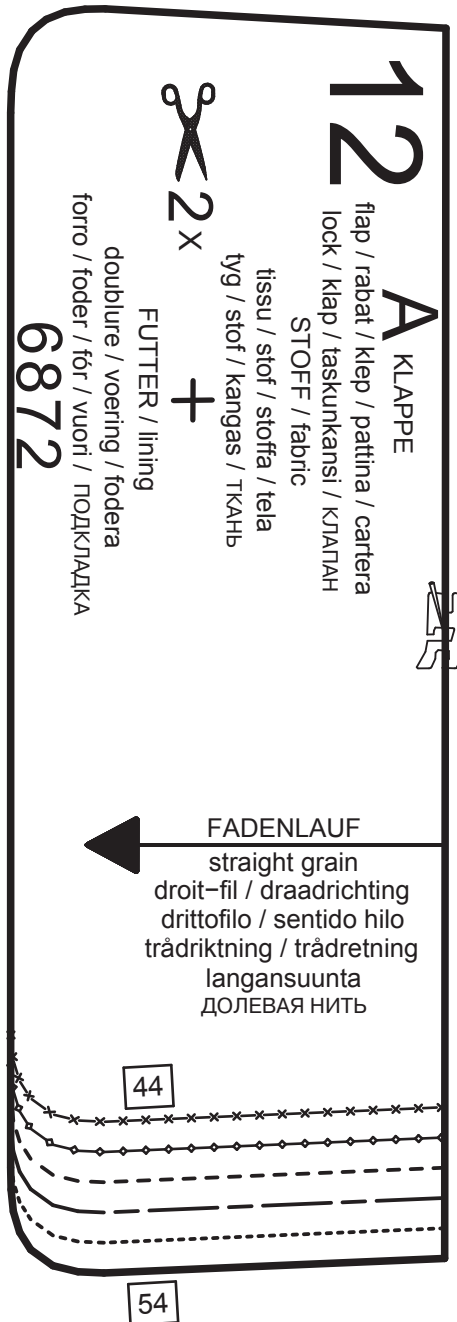 12 A KLAPPE
flap / rabat / klep / pattina / cartera
lock / klap / taskunkansi / КЛАПАН
2x
STOFF / fabric
tissu / stof / stoffa / tela
tyg / stof / kangas / ТКАНЬ
+
FUTTER / lining
doublure / voering / fodera
forro / foder / fór / vuori / ПОДКЛАДКА
6872
FADENLAUF
straight grain
droit-fil / draadrichting
drittofilo / sentido hilo
trådriktning / trådretning
langansuunta
ДОЛЕВАЯ НИТЬ
44
54